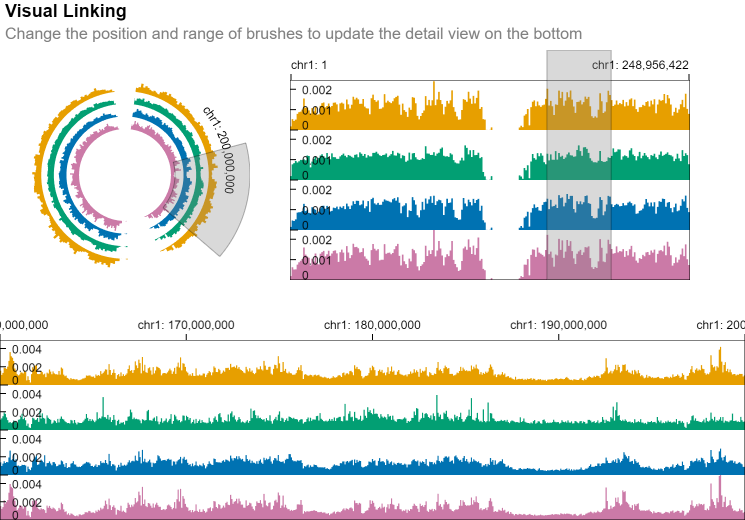 Visual Linking
Change the position and range of brushes to update the detail view on the bottom
chr1: 1
chr1: 248,956,422
chr1: 200,000,000
0.002
0.001
0
0.002
0.001
0
0.002
0.001
0
0.002
0.001
0
0,000,000
chr1: 170,000,000
chr1: 180,000,000
chr1: 190,000,000
chr1: 200
0.004
0.002
0
0.004
0.002
0
0.004
0.002
0
0.004
0.002
0